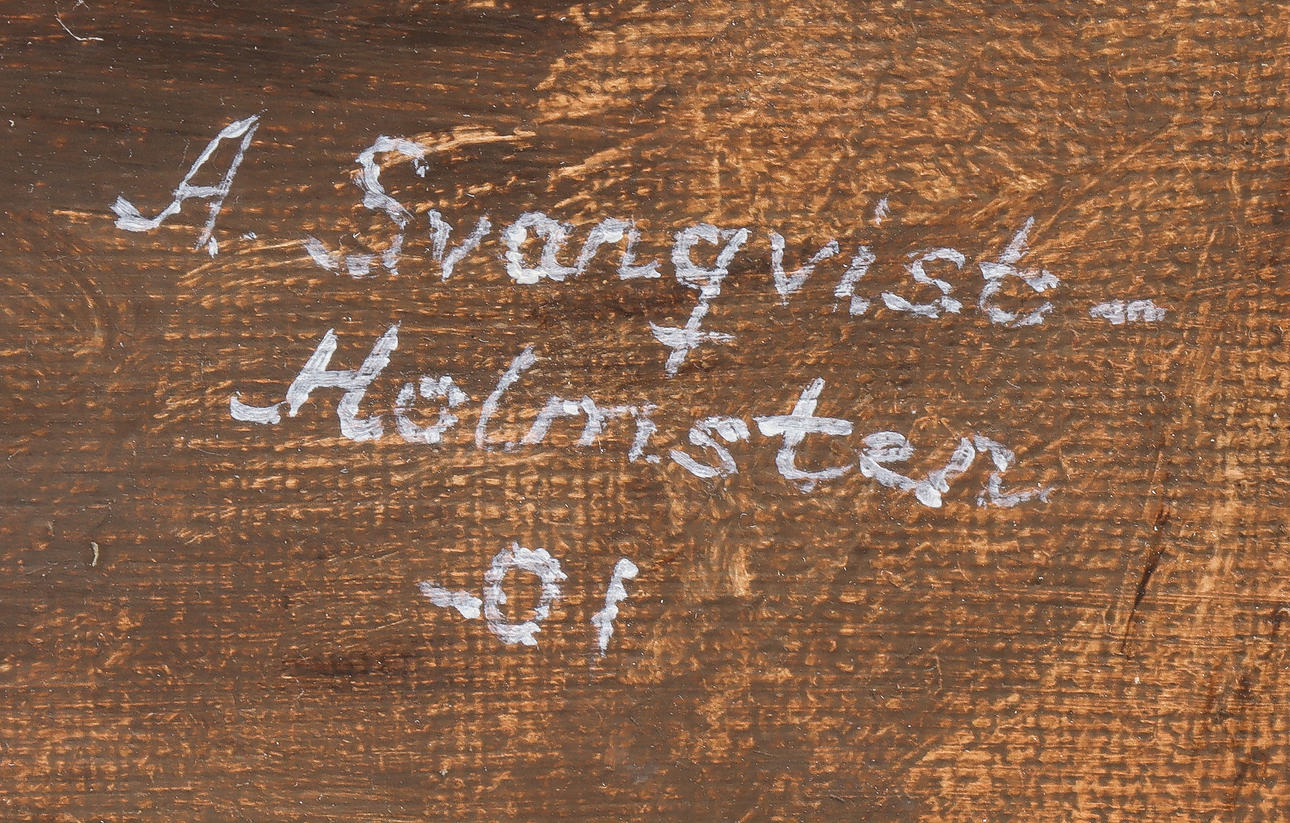 A Svanqvist-
Holmsten
-01